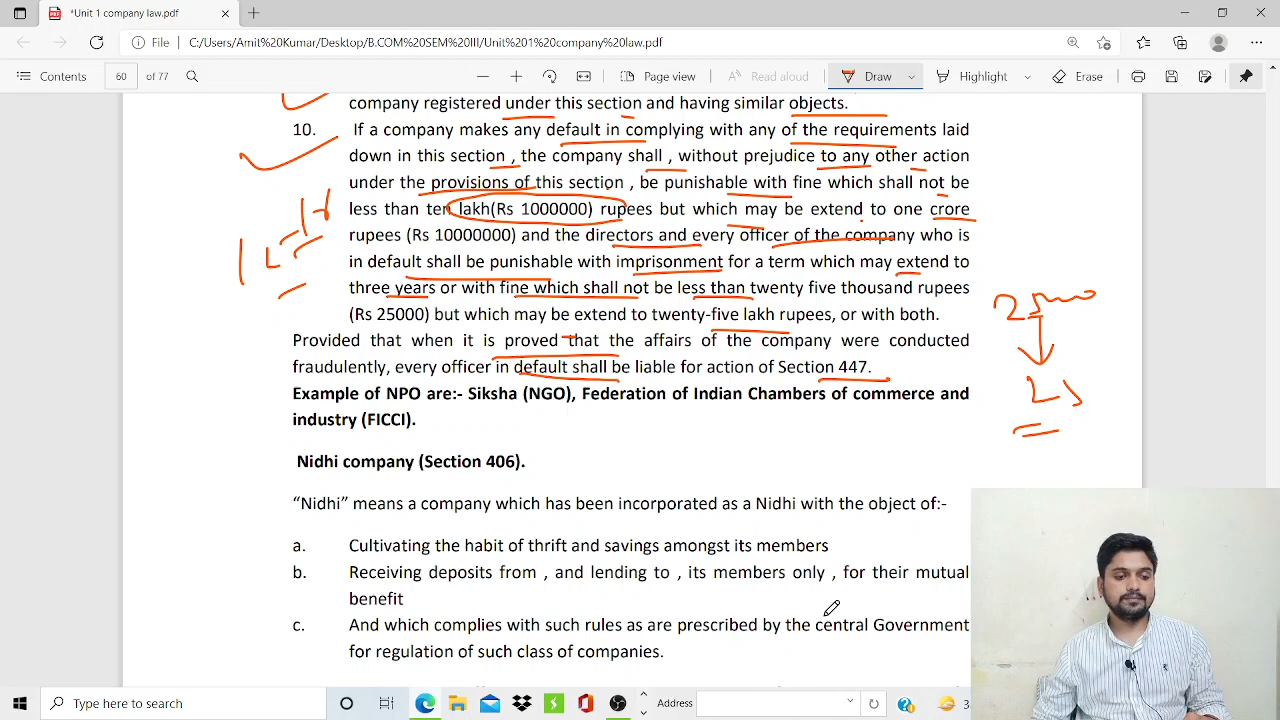 *Unit 1 company law.pdf
File
C:/Users/Amit%20Kumar/Desktop/B.COM%20SEM%20III/Unit%201%20company%20law.pdf
Contents 60 of 77 Page view Read aloud Draw Highlight Erase
company registered under this section and having similar objects.
10. If a company makes any default in complying with any of the requirements laid
down in this section , the company shall , without prejudice to any other action
under the provisions of this section , be punishable with fine which shall not be
less than ten lakh(Rs 1000000) rupees but which may be extend to one crore
rupees (Rs 10000000) and the directors and every officer of the company who is
in default shall be punishable with imprisonment for a term which may extend to
three years or with fine which shall not be less than twenty five thousand rupees
(Rs 25000) but which may be extend to twenty-five lakh rupees, or with both.
Provided that when it is proved that the affairs of the company were conducted
fraudulently, every officer in default shall be liable for action of Section 447.
Example of NPO are:- Siksha (NGO), Federation of Indian Chambers of commerce and
industry (FICCI).
Nidhi company (Section 406).
“Nidhi” means a company which has been incorporated as a Nidhi with the object of:-
a. Cultivating the habit of thrift and savings amongst its members
b. Receiving deposits from , and lending to , its members only , for their mutual
benefit
c. And which complies with such rules as are prescribed by the central Government
for regulation of such class of companies.
25000
Type here to search
Address
3